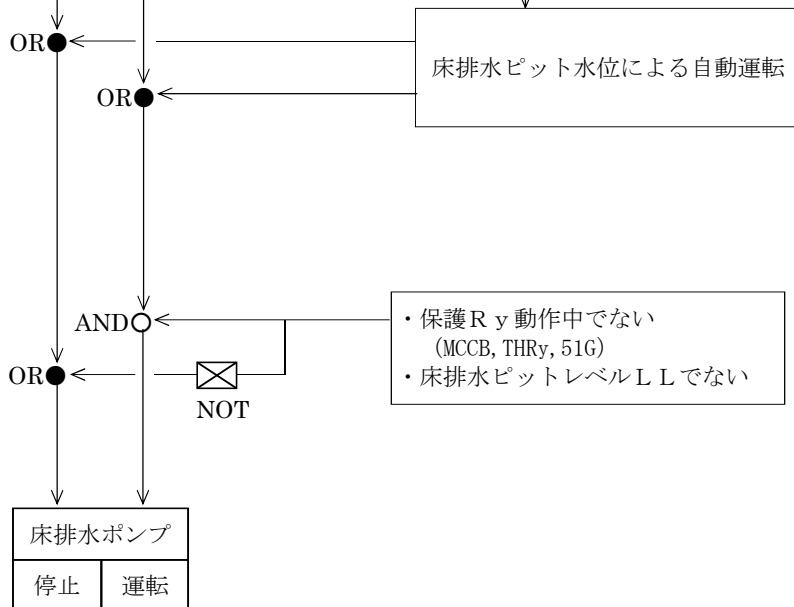 OR
床排水ピット水位による自動運転
OR
AND
・保護Ｒｙ動作中でない
(MCCB,THRy,51G)
・床排水ピットレベルＬＬでない
OR
NOT
床排水ポンプ
停止 運転